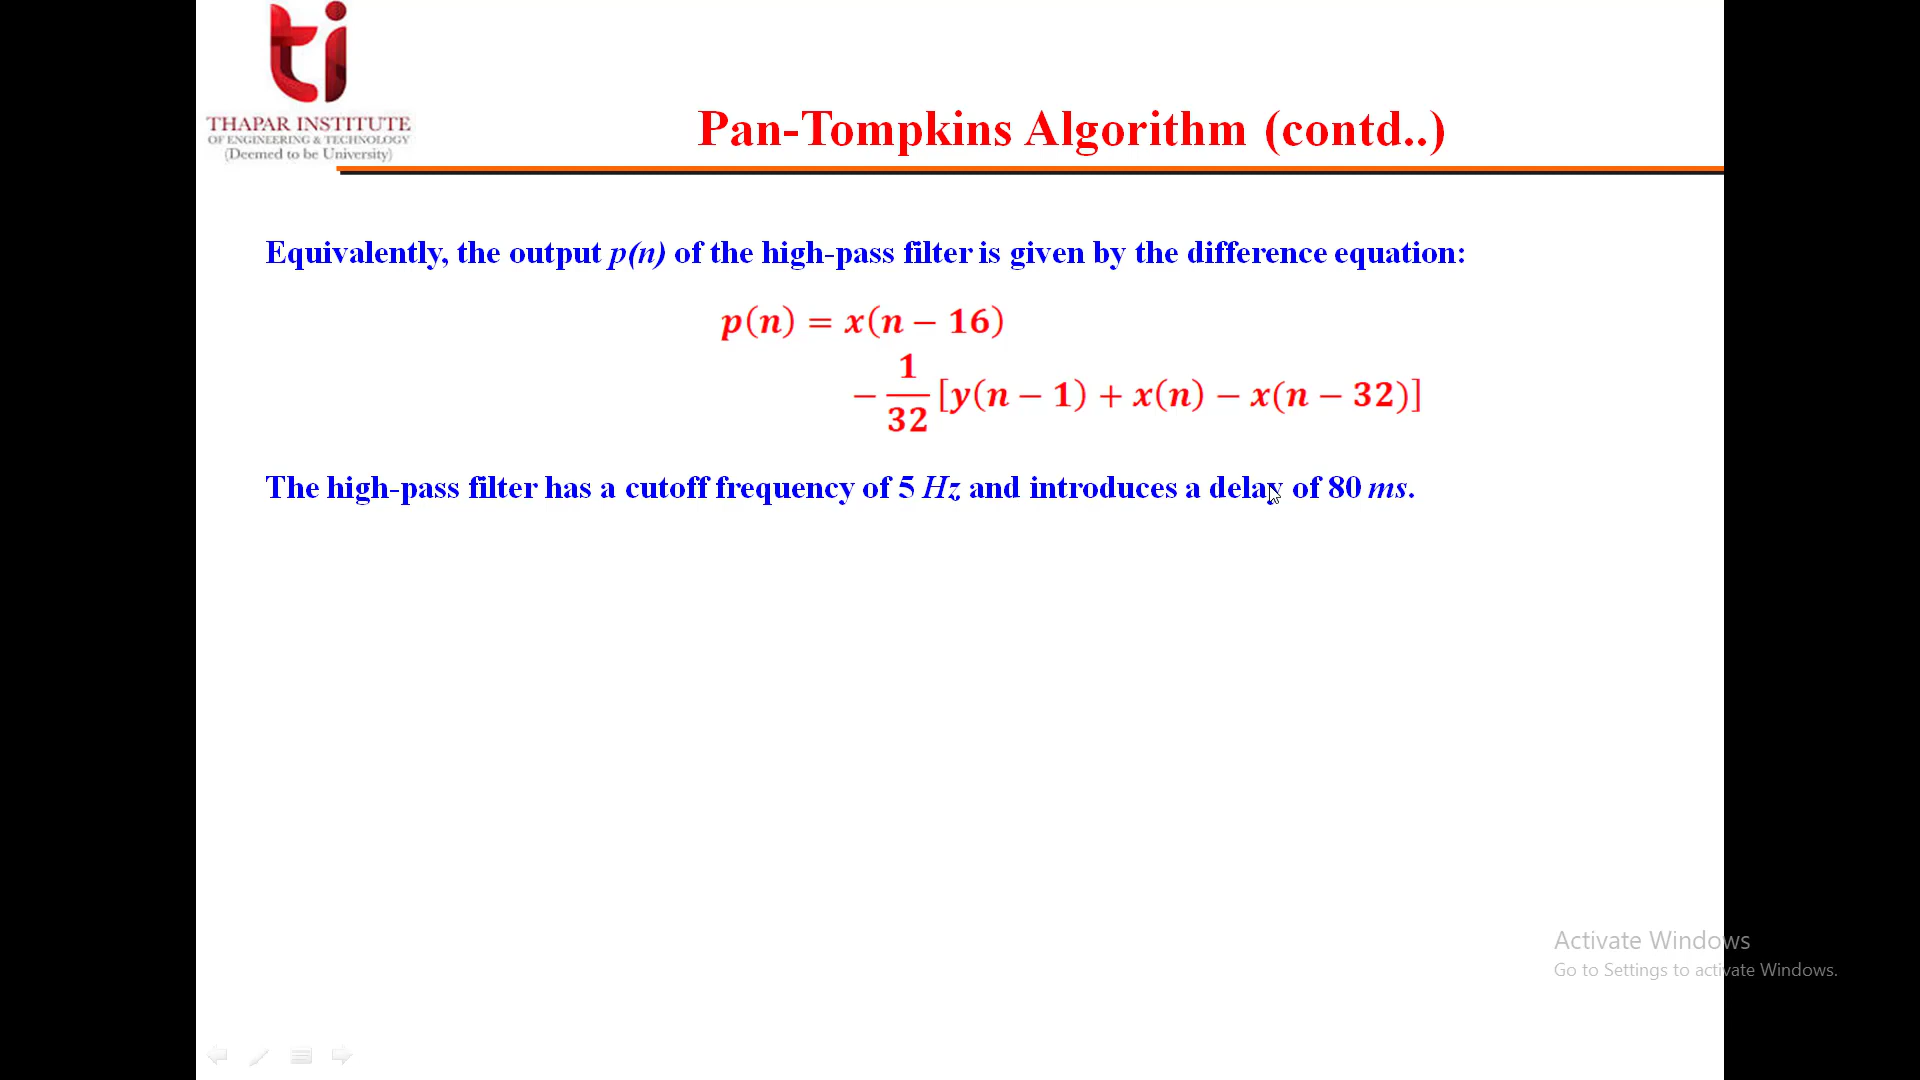 ti
THAPAR INSTITUTE
OF ENGINEERING & TECHNOLOGY
(Deemed to be University)
Pan-Tompkins Algorithm (contd..)
Equivalently, the output p(n) of the high-pass filter is given by the difference equation:
p(n) = x(n − 16)
− 1/32 [y(n − 1) + x(n) − x(n − 32)]
The high-pass filter has a cutoff frequency of 5 Hz and introduces a delay of 80 ms.
Activate Windows
Go to Settings to activate Windows.